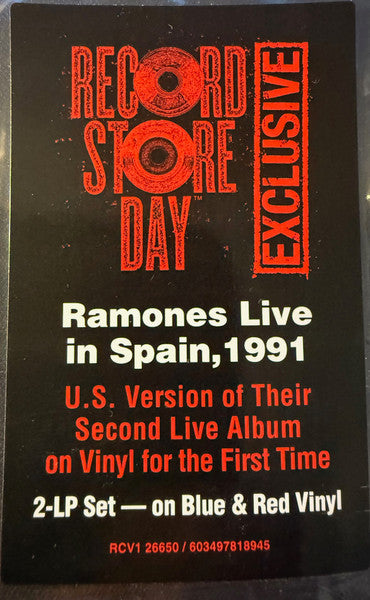 RECORD
STORE
DAY™
EXCLUSIVE
Ramones Live
in Spain, 1991
U.S. Version of Their
Second Live Album
on Vinyl for the First Time
2-LP Set — on Blue & Red Vinyl
RCV1 26650 / 603497818945